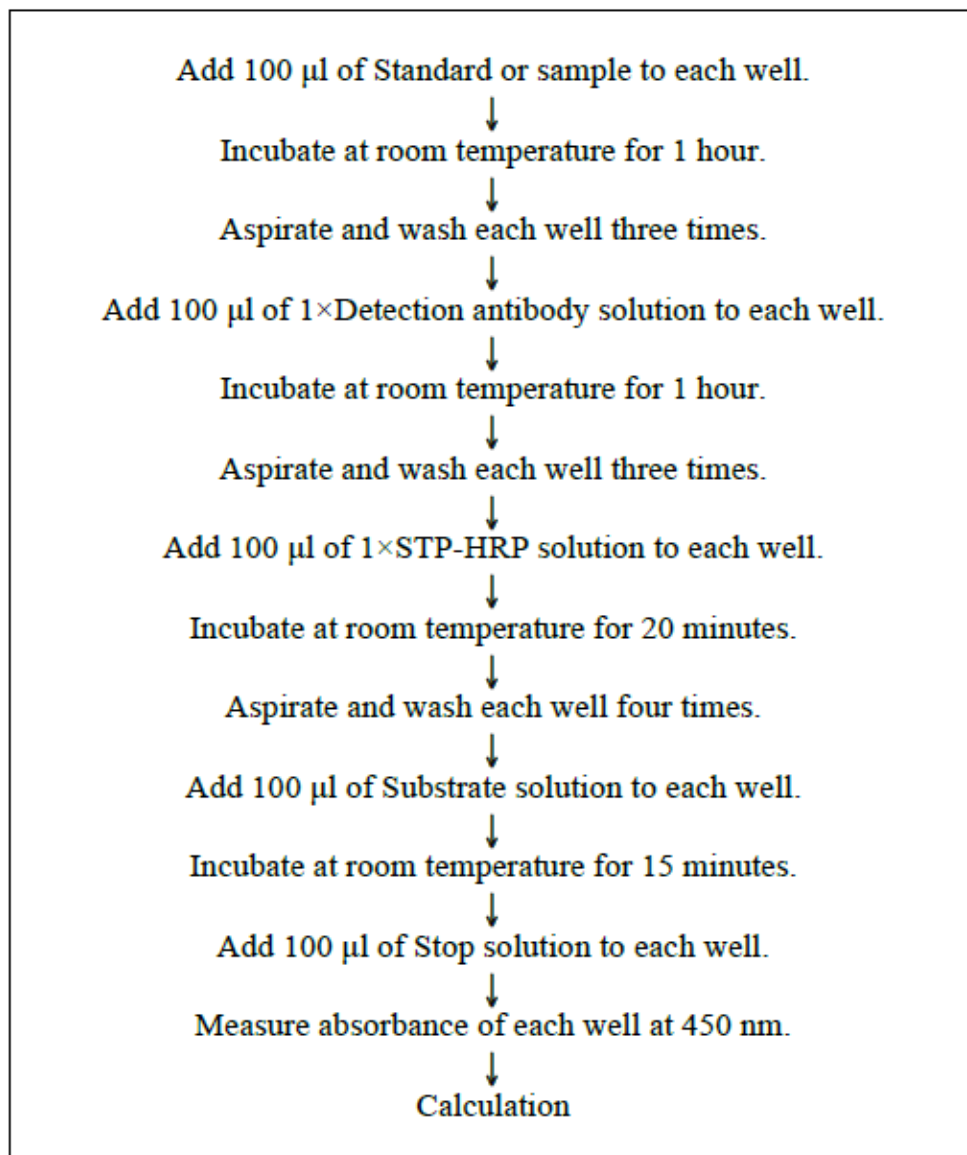 Add 100 µl of Standard or sample to each well.
↓
Incubate at room temperature for 1 hour.
↓
Aspirate and wash each well three times.
↓
Add 100 µl of 1×Detection antibody solution to each well.
↓
Incubate at room temperature for 1 hour.
↓
Aspirate and wash each well three times.
↓
Add 100 µl of 1×STP-HRP solution to each well.
↓
Incubate at room temperature for 20 minutes.
↓
Aspirate and wash each well four times.
↓
Add 100 µl of Substrate solution to each well.
↓
Incubate at room temperature for 15 minutes.
↓
Add 100 µl of Stop solution to each well.
↓
Measure absorbance of each well at 450 nm.
↓
Calculation